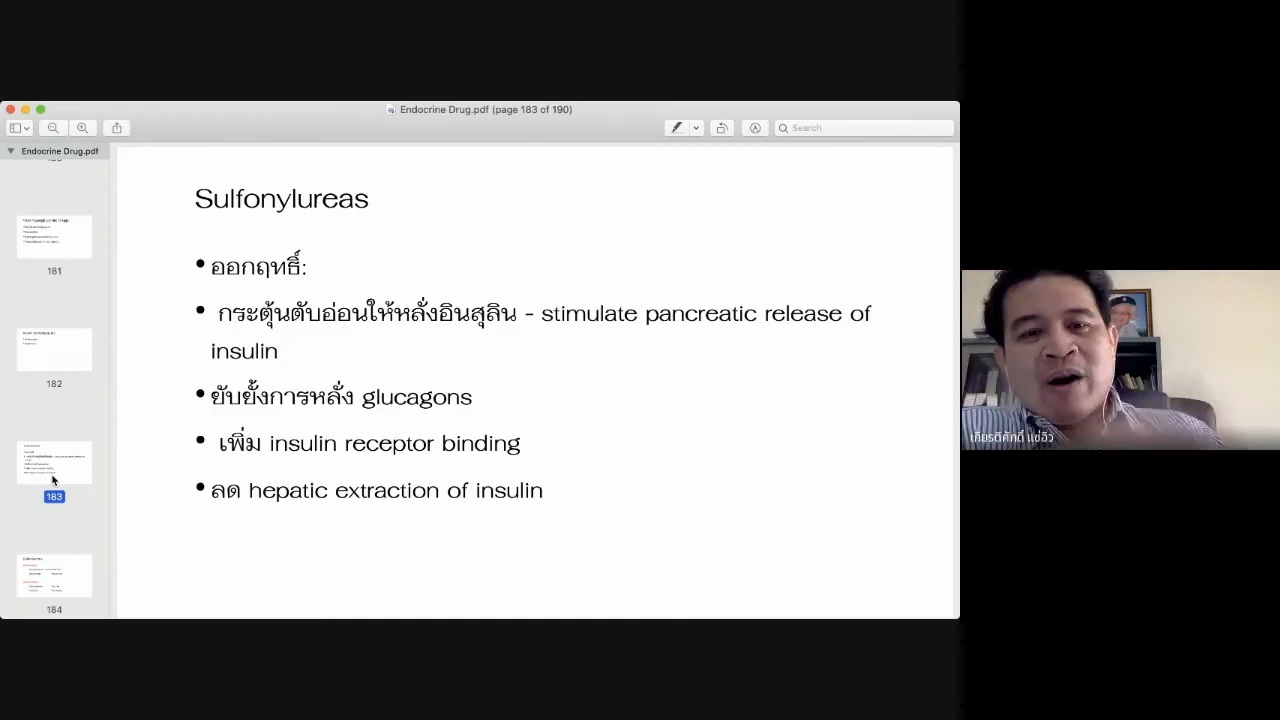 Endocrine Drug.pdf (page 183 of 190)
Search
Endocrine Drug.pdf
181
182
183
184
Sulfonylureas
• ออกฤทธิ์:
• กระตุ้นตับอ่อนให้หลั่งอินสุลิน - stimulate pancreatic release of
insulin
• ยับยั้งการหลั่ง glucagons
• เพิ่ม insulin receptor binding
• ลด hepatic extraction of insulin
เกียรติศักดิ์ แซ่อิ๋ว